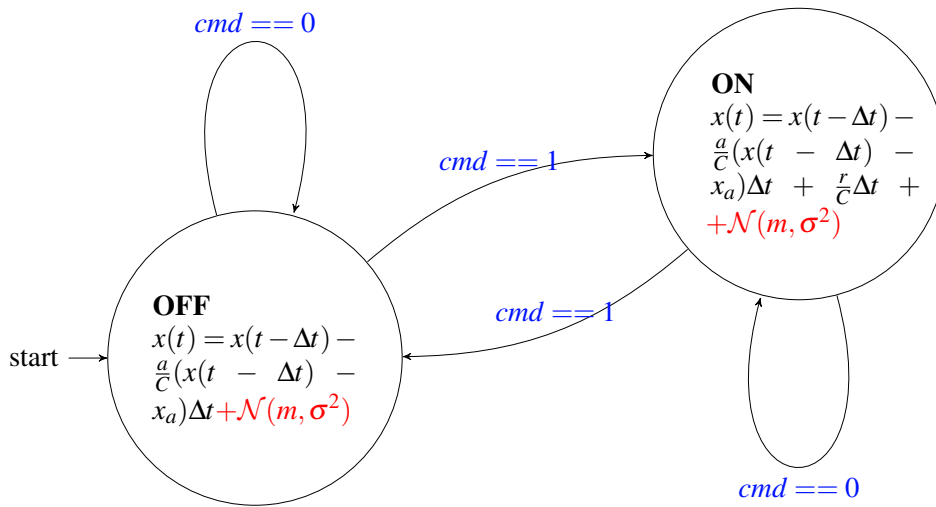 cmd == 0
ON
x(t) = x(t − Δt) −
a/C (x(t − Δt) −
x_a)Δt + r/C Δt +
+𝒩(m, σ²)
cmd == 1
OFF
x(t) = x(t − Δt) −
a/C (x(t − Δt) −
x_a)Δt+𝒩(m, σ²)
start
cmd == 1
cmd == 0